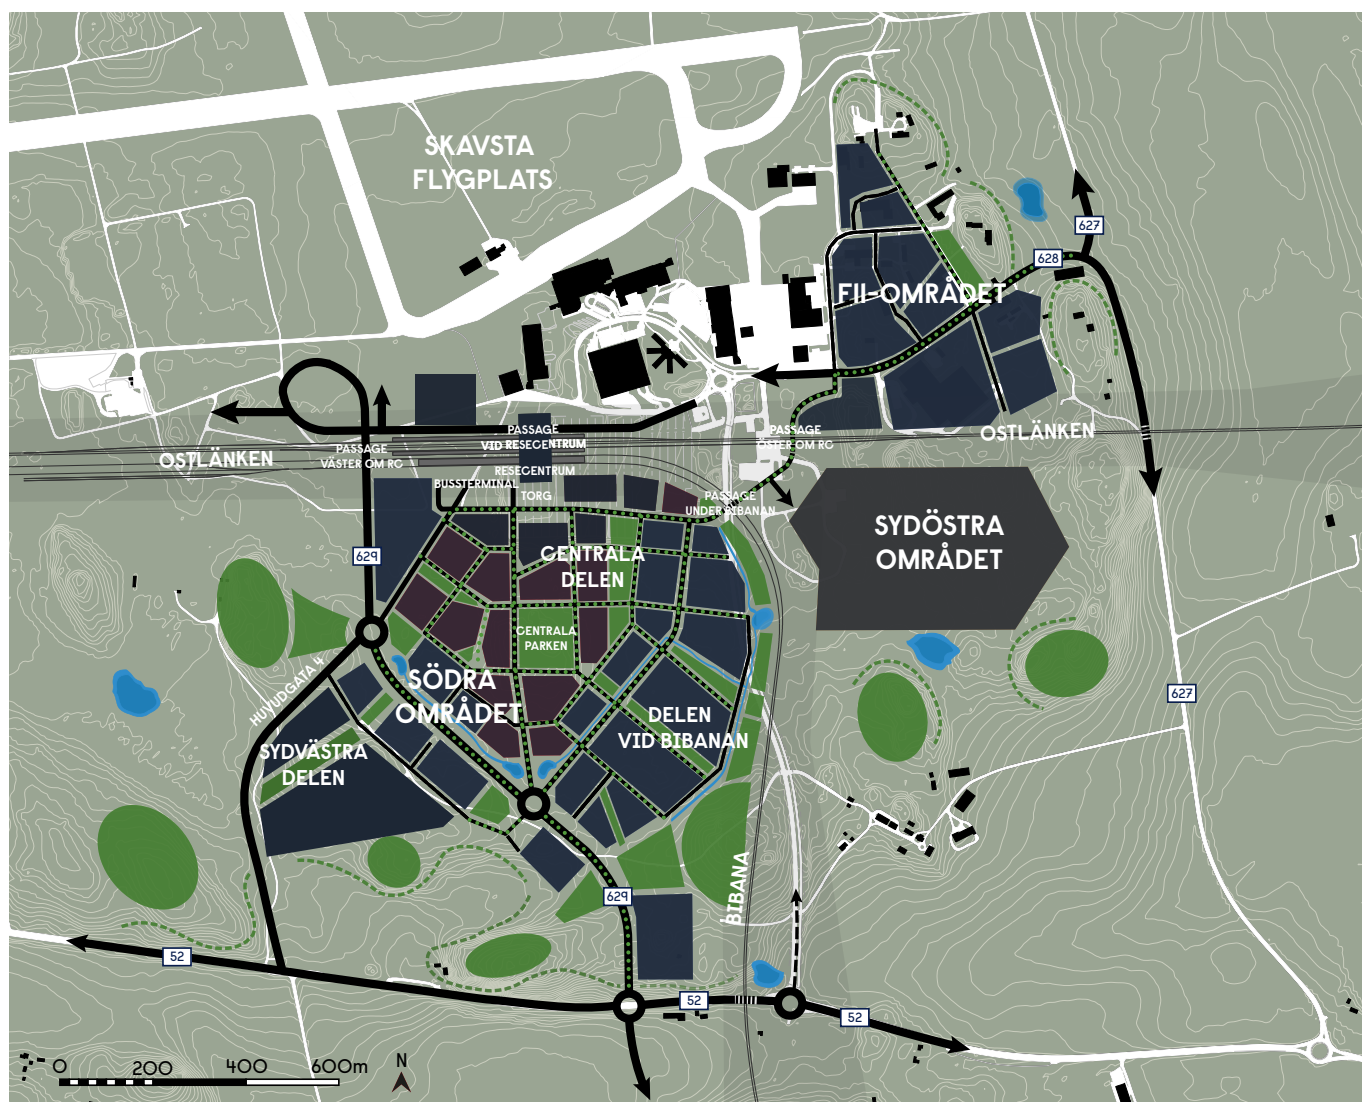 SKAVSTA
FLYGPLATS
627
628
FII-OMRÅDET
PASSAGE
VID RESECENTRUM
PASSAGE
ÖSTER OM RC
OSTLÄNKEN
PASSAGE
VÄSTER OM RC
OSTLÄNKEN
RESECENTRUM
BUSSTERMINAL
TORG
PASSAGE
UNDER BIBANAN
SYDÖSTRA
OMRÅDET
629
CENTRALA
DELEN
CENTRALA
PARKEN
HUVUDGATA 4
SÖDRA
OMRÅDET
627
DELEN
VID BIBANAN
SYDVÄSTRA
DELEN
BIBANA
629
52
52
52
0 200 400 600m
N